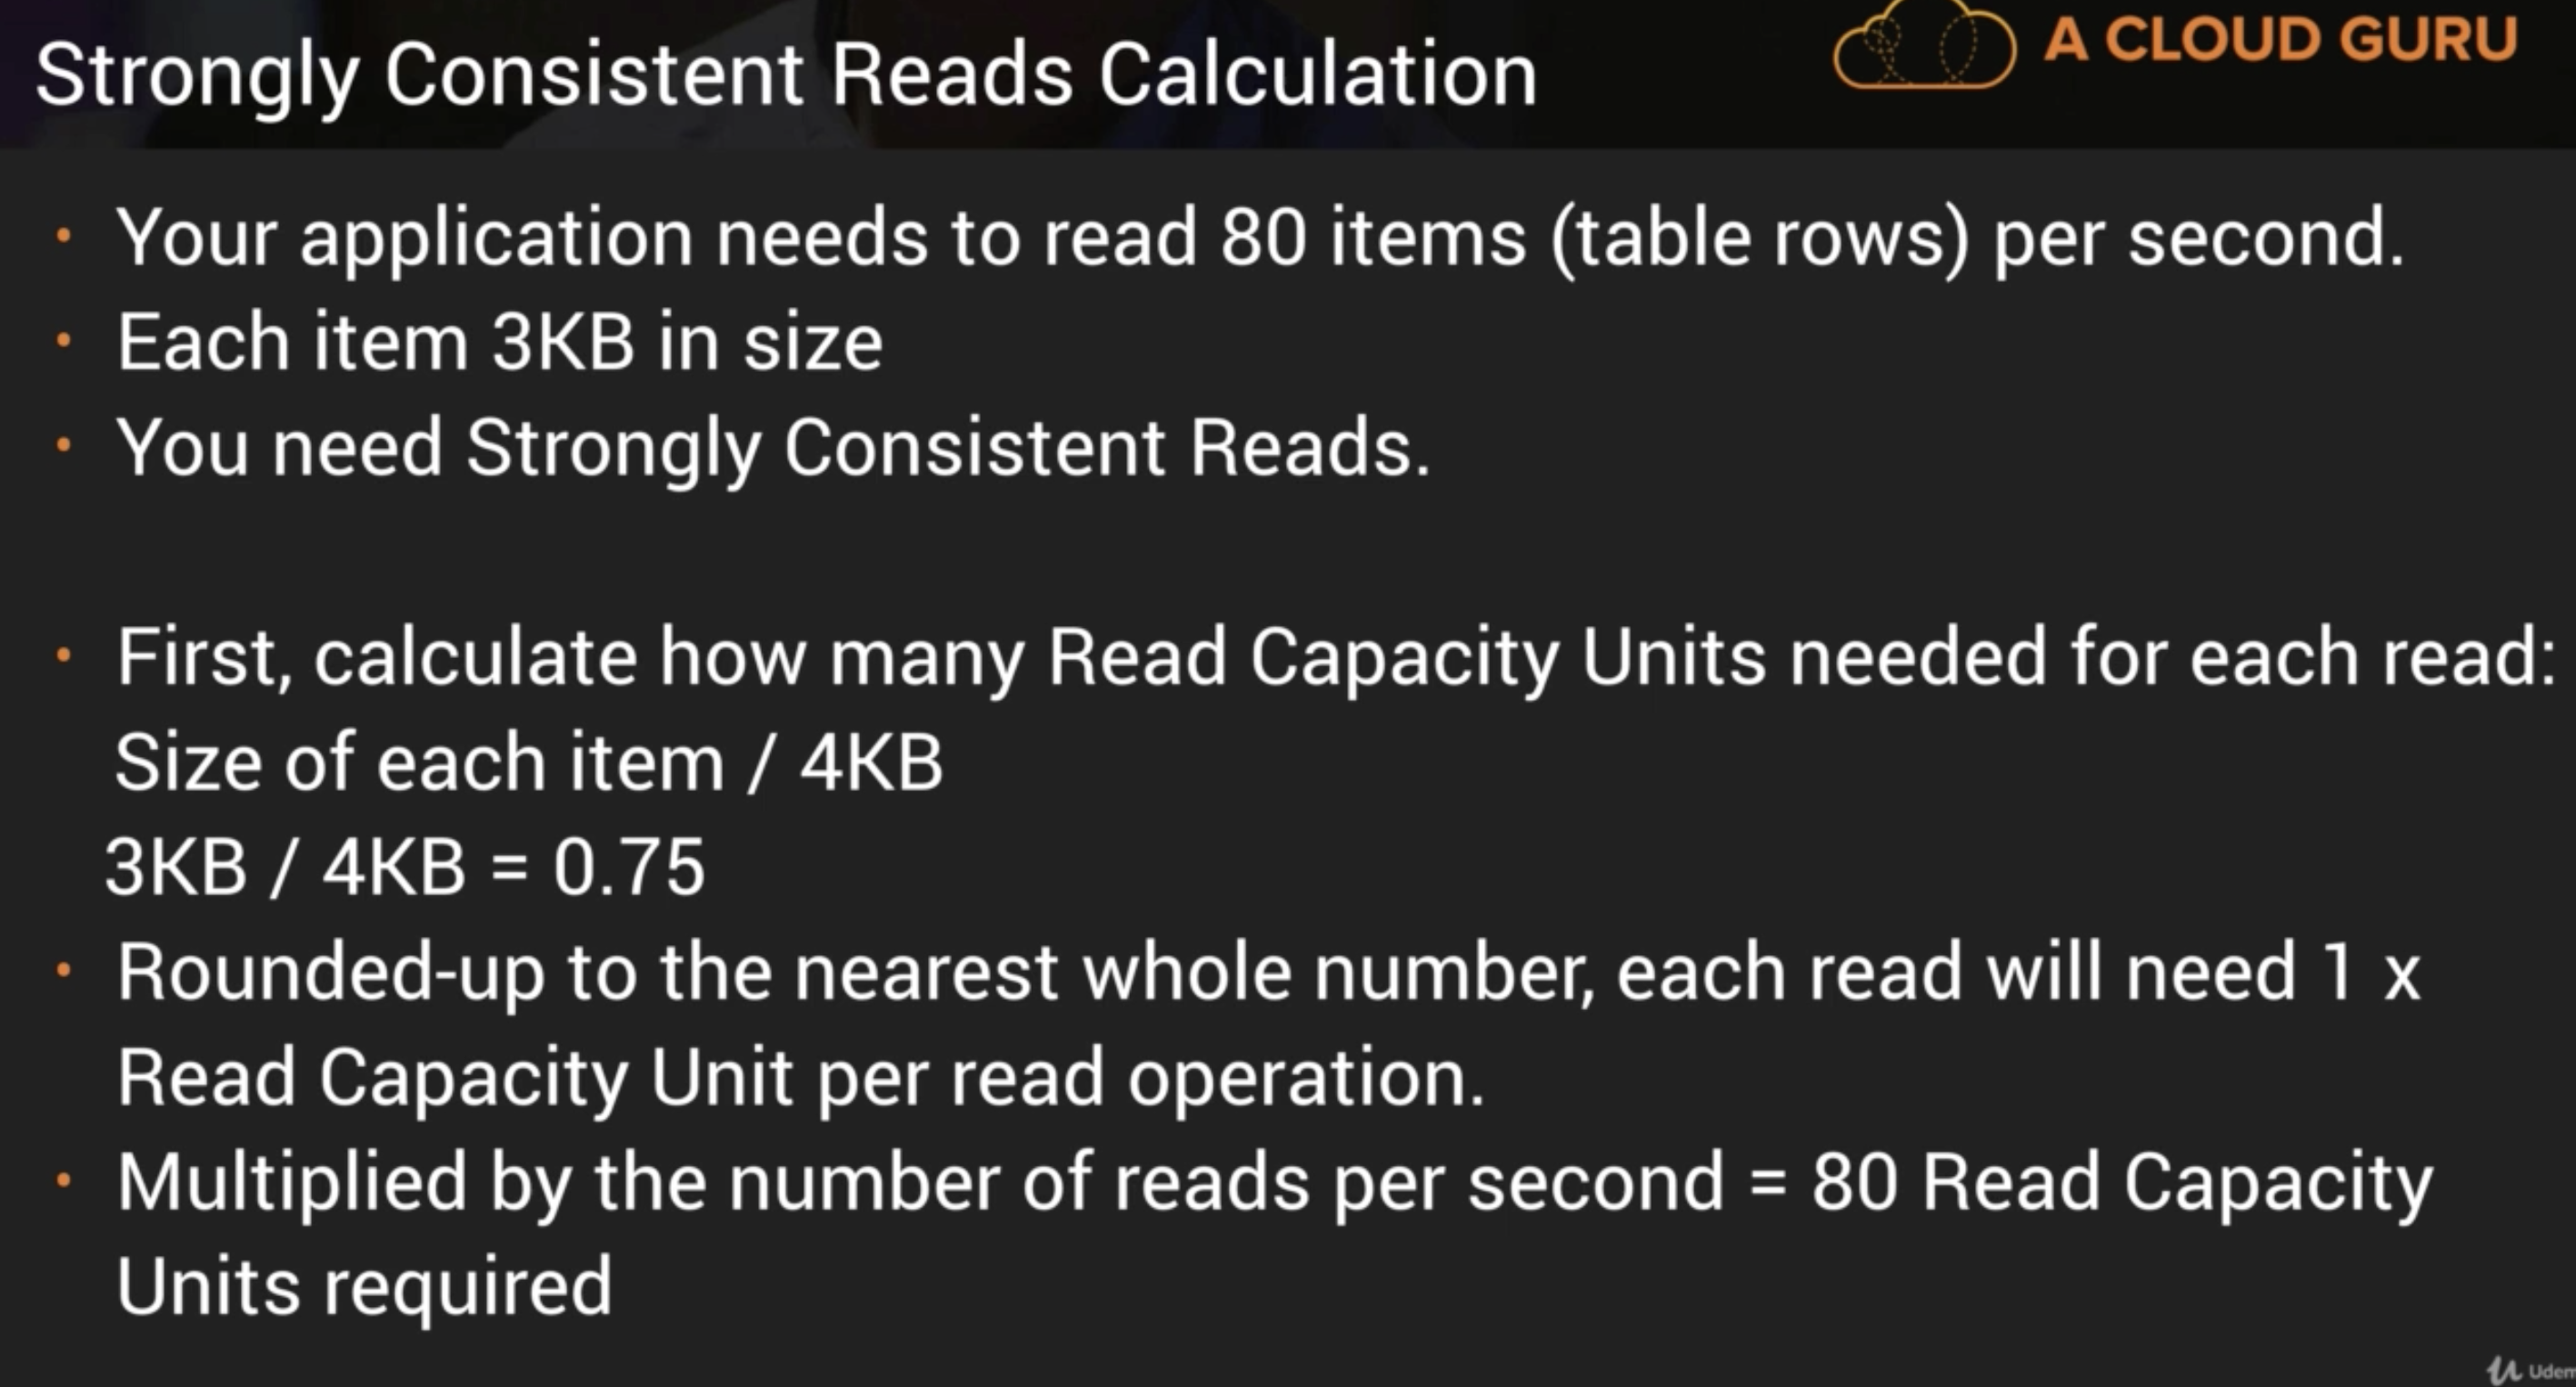 Strongly Consistent Reads Calculation
A CLOUD GURU
• Your application needs to read 80 items (table rows) per second.
• Each item 3KB in size
• You need Strongly Consistent Reads.
• First, calculate how many Read Capacity Units needed for each read:
Size of each item / 4KB
3KB / 4KB = 0.75
• Rounded-up to the nearest whole number, each read will need 1 x
Read Capacity Unit per read operation.
• Multiplied by the number of reads per second = 80 Read Capacity
Units required
Udem